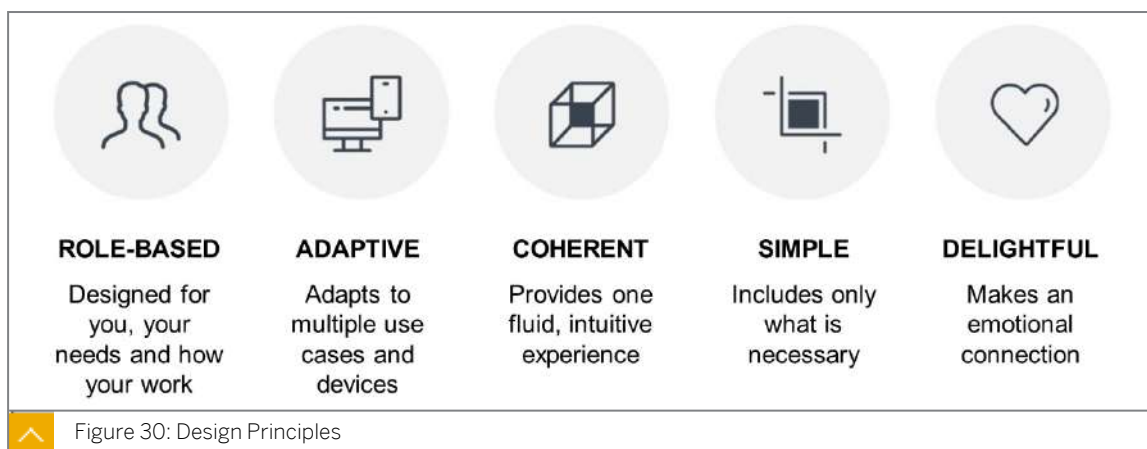 ROLE-BASED
Designed for
you, your
needs and how
your work
ADAPTIVE
Adapts to
multiple use
cases and
devices
COHERENT
Provides one
fluid, intuitive
experience
SIMPLE
Includes only
what is
necessary
DELIGHTFUL
Makes an
emotional
connection
Figure 30: Design Principles